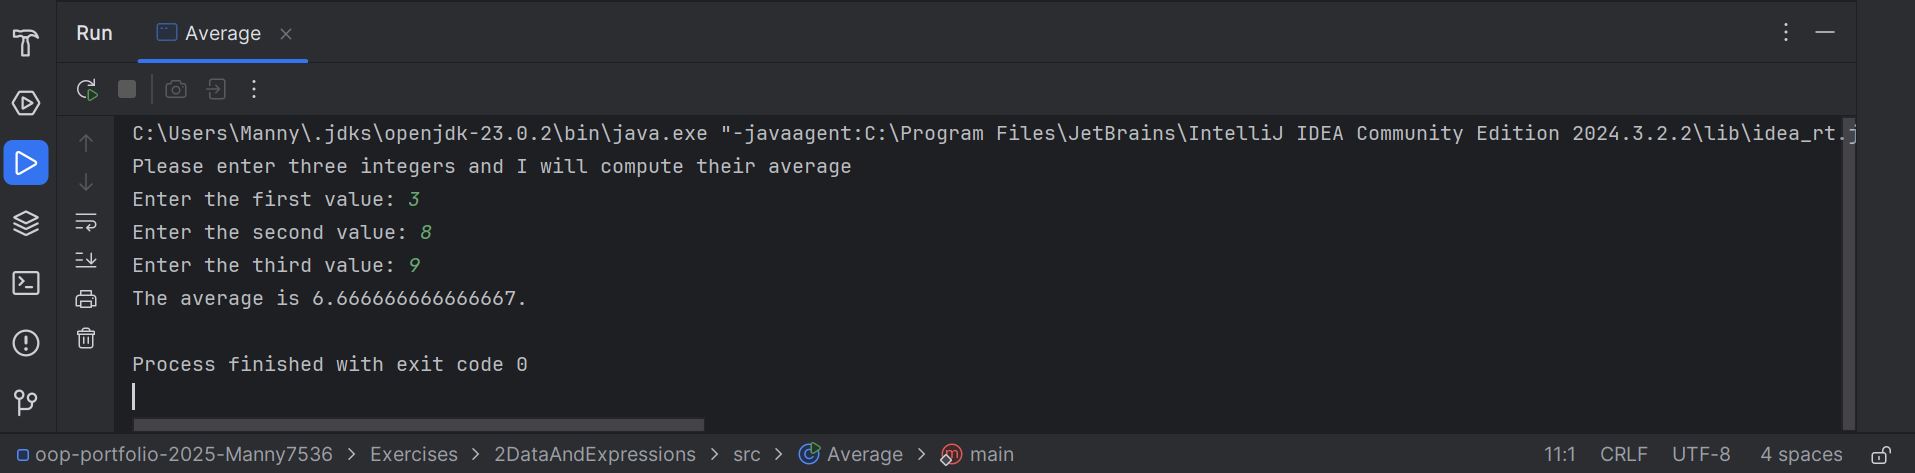 Run Average
C:\Users\Manny\.jdks\openjdk-23.0.2\bin\java.exe "-javaagent:C:\Program Files\JetBrains\IntelliJ IDEA Community Edition 2024.3.2.2\lib\idea_rt.j
Please enter three integers and I will compute their average
Enter the first value: 3
Enter the second value: 8
Enter the third value: 9
The average is 6.666666666666667.
Process finished with exit code 0
oop-portfolio-2025-Manny7536 > Exercises > 2DataAndExpressions > src > Average > main 11:1 CRLF UTF-8 4 spaces